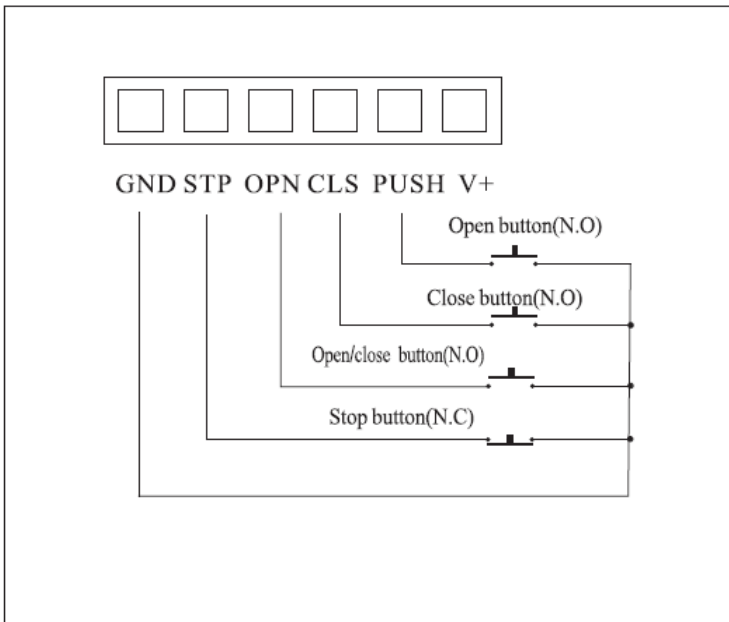 GND STP OPN CLS PUSH V+
Open button(N.O)
Close button(N.O)
Open/close button(N.O)
Stop button(N.C)